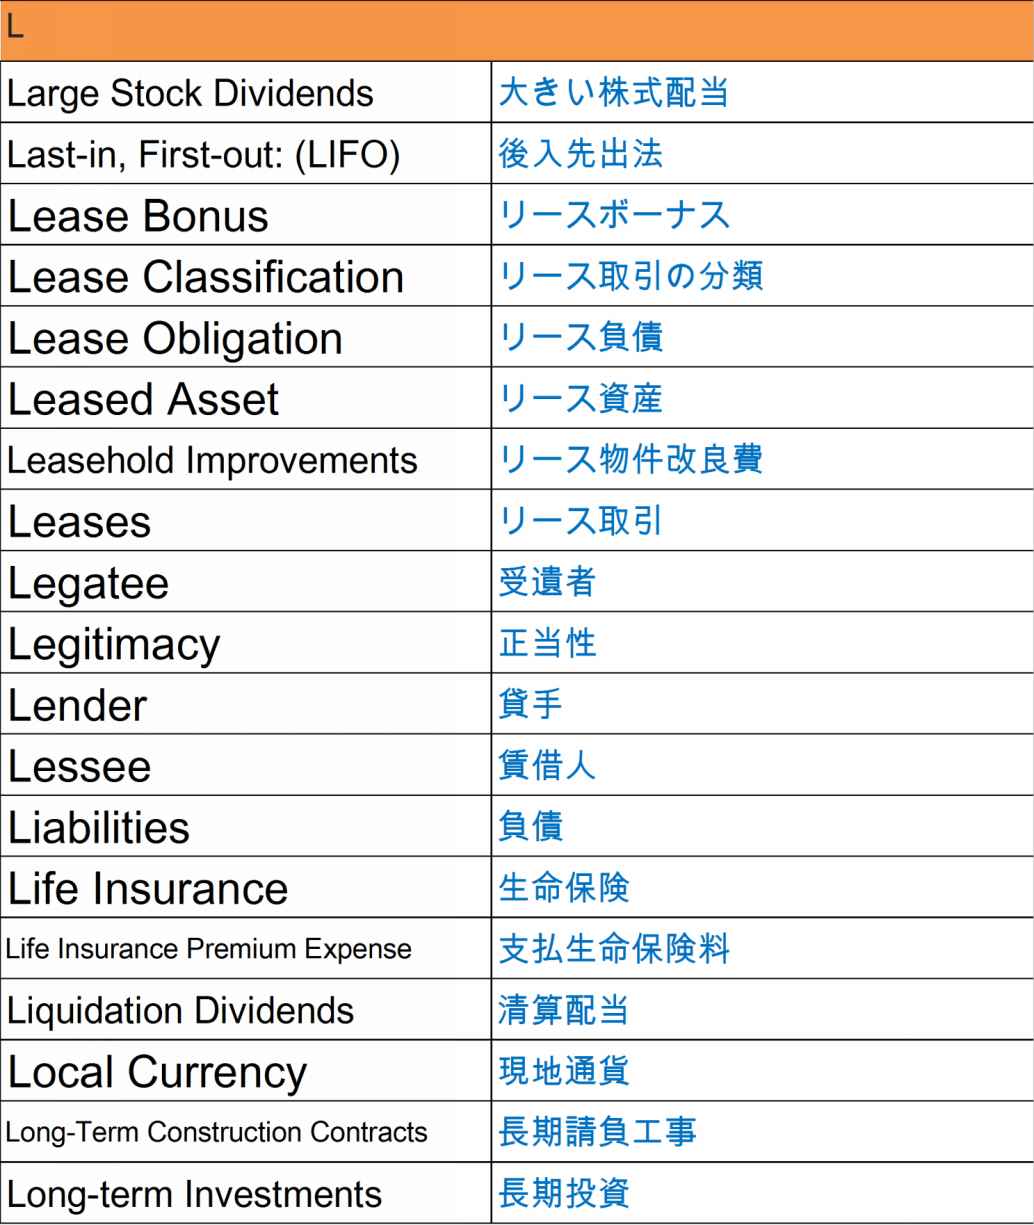 L
Large Stock Dividends 大きい株式配当
Last-in, First-out: (LIFO) 後入先出法
Lease Bonus リースボーナス
Lease Classification リース取引の分類
Lease Obligation リース負債
Leased Asset リース資産
Leasehold Improvements リース物件改良費
Leases リース取引
Legatee 受遺者
Legitimacy 正当性
Lender 貸手
Lessee 賃借人
Liabilities 負債
Life Insurance 生命保険
Life Insurance Premium Expense 支払生命保険料
Liquidation Dividends 清算配当
Local Currency 現地通貨
Long-Term Construction Contracts 長期請負工事
Long-term Investments 長期投資